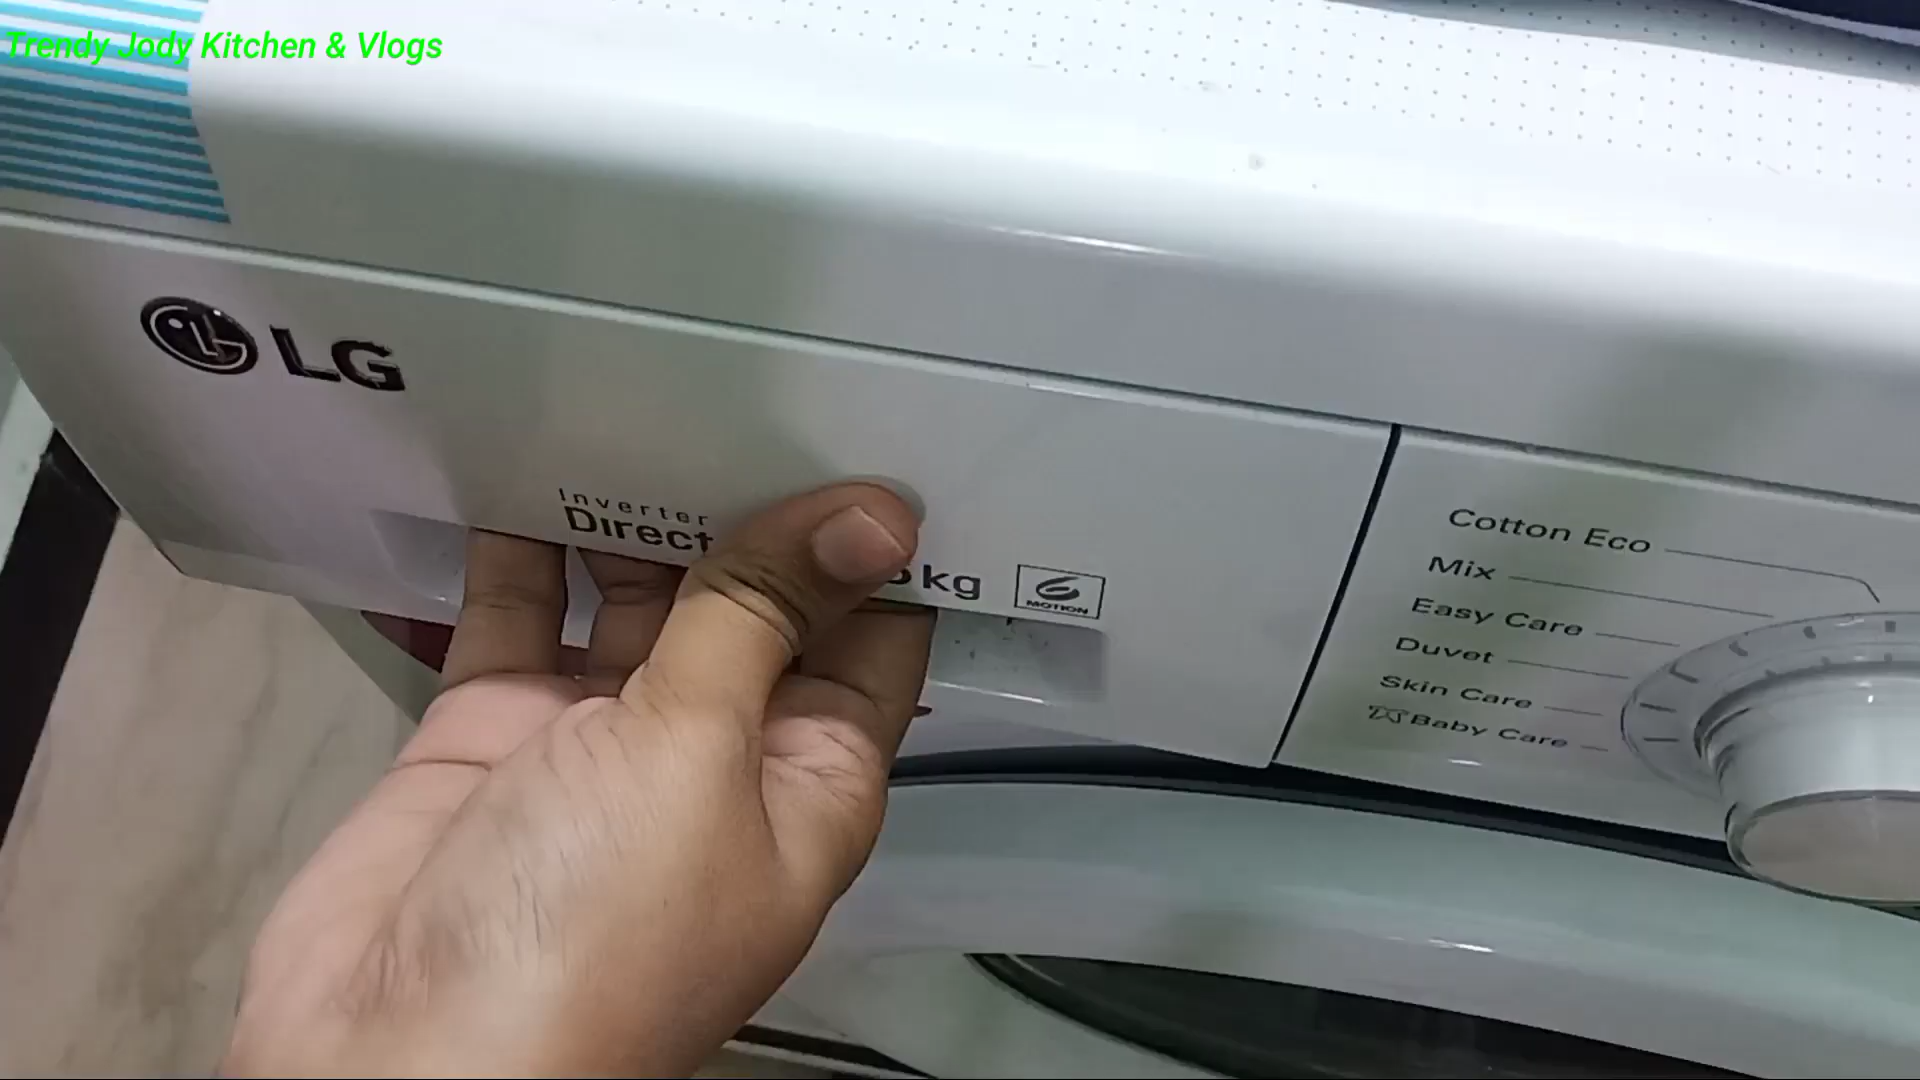 Trendy Jody Kitchen & Vlogs
LG
Inverter
Direct
kg
6
MOTION
Cotton Eco
Mix
Easy Care
Duvet
Skin Care
Baby Care